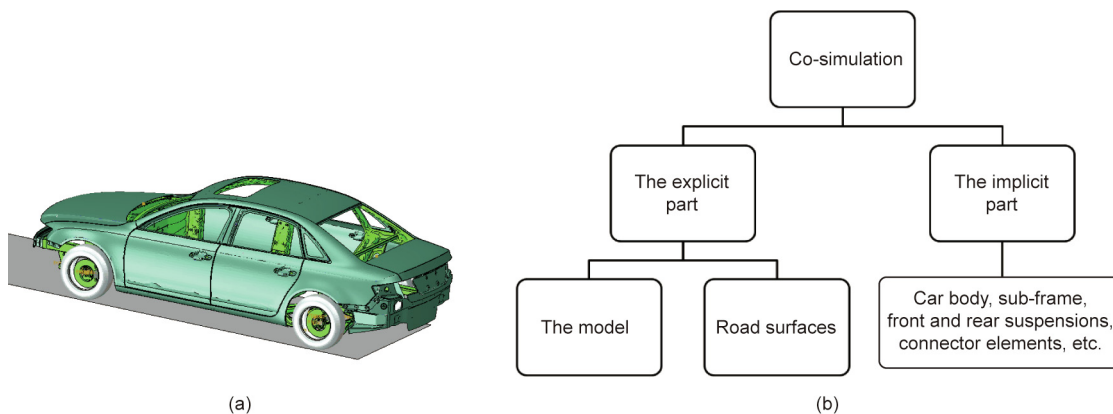 Co-simulation
The explicit
part
The implicit
part
The model
Road surfaces
Car body, sub-frame,
front and rear suspensions,
connector elements, etc.
(a)
(b)